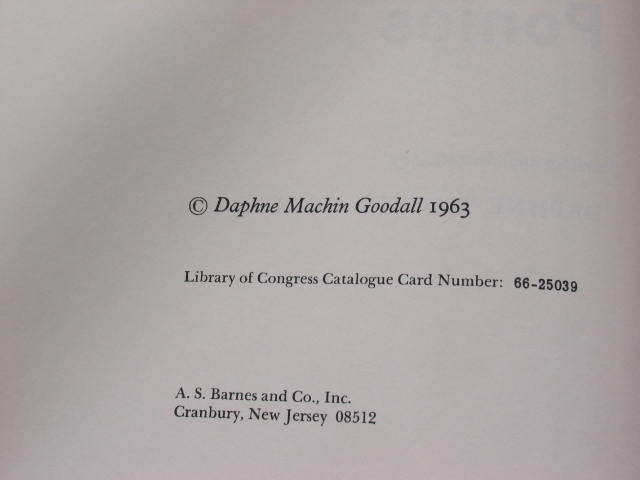 © Daphne Machin Goodall 1963
Library of Congress Catalogue Card Number: 66-25039
A. S. Barnes and Co., Inc.
Cranbury, New Jersey 08512